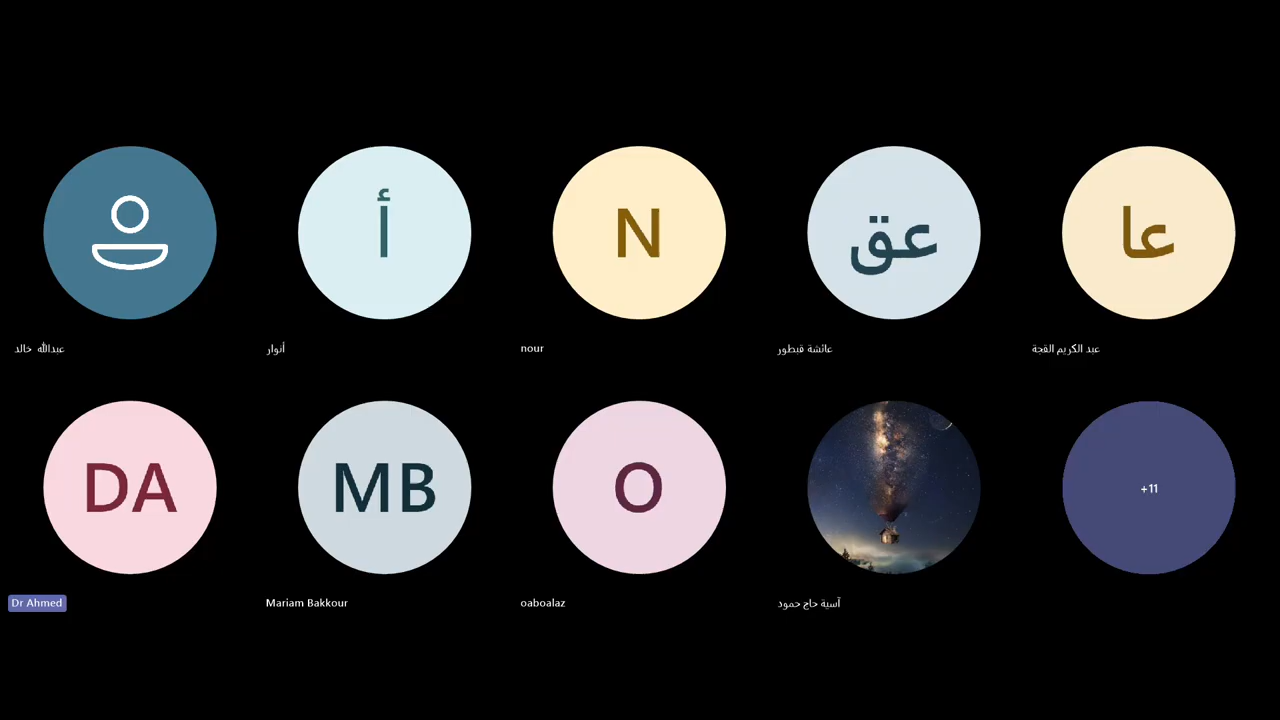 أ
N
عق
عا
عبدالله خالد
أنوار
nour
عائشة قبطور
عبد الكريم القجة
DA
MB
O
+11
Dr Ahmed
Mariam Bakkour
oaboalaz
آسية حاج حمود